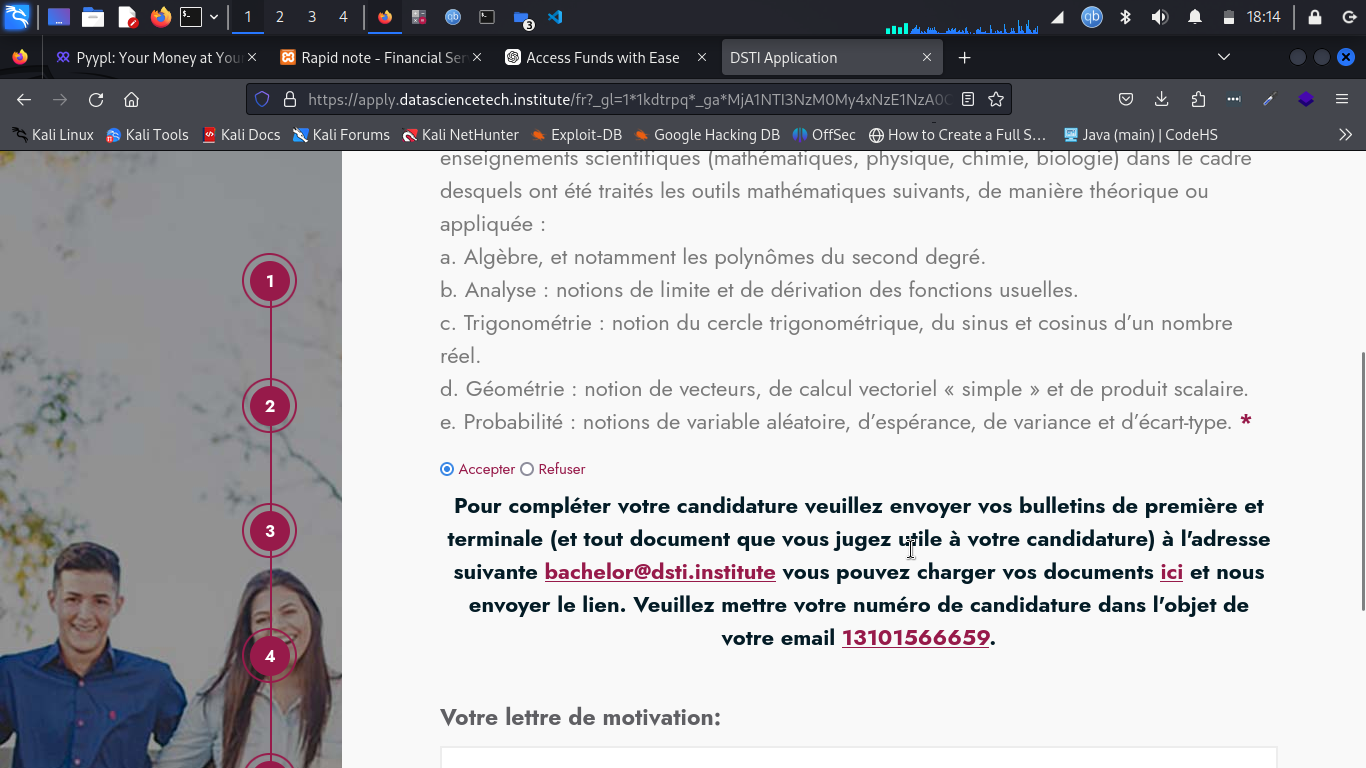 1
2
3
4
3
18:14
Pyypl: Your Money at You
Rapid note - Financial Ser
Access Funds with Ease
DSTI Application
https://apply.datasciencetech.institute/fr?_gl=1*1kdtrpq*_ga*MjA1NTI3NzM0My4xNzE1NzA0C
Kali Linux
Kali Tools
Kali Docs
Kali Forums
Kali NetHunter
Exploit-DB
Google Hacking DB
OffSec
How to Create a Full S…
Java (main) | CodeHS
enseignements scientifiques (mathématiques, physique, chimie, biologie) dans le cadre
desquels ont été traités les outils mathématiques suivants, de manière théorique ou
appliquée :
a. Algèbre, et notamment les polynômes du second degré.
b. Analyse : notions de limite et de dérivation des fonctions usuelles.
c. Trigonométrie : notion du cercle trigonométrique, du sinus et cosinus d’un nombre
réel.
d. Géométrie : notion de vecteurs, de calcul vectoriel « simple » et de produit scalaire.
e. Probabilité : notions de variable aléatoire, d’espérance, de variance et d’écart-type. *
Accepter Refuser
Pour compléter votre candidature veuillez envoyer vos bulletins de première et
terminale (et tout document que vous jugez utile à votre candidature) à l'adresse
suivante bachelor@dsti.institute vous pouvez charger vos documents ici et nous
envoyer le lien. Veuillez mettre votre numéro de candidature dans l'objet de
votre email 13101566659.
Votre lettre de motivation:
1
2
3
4